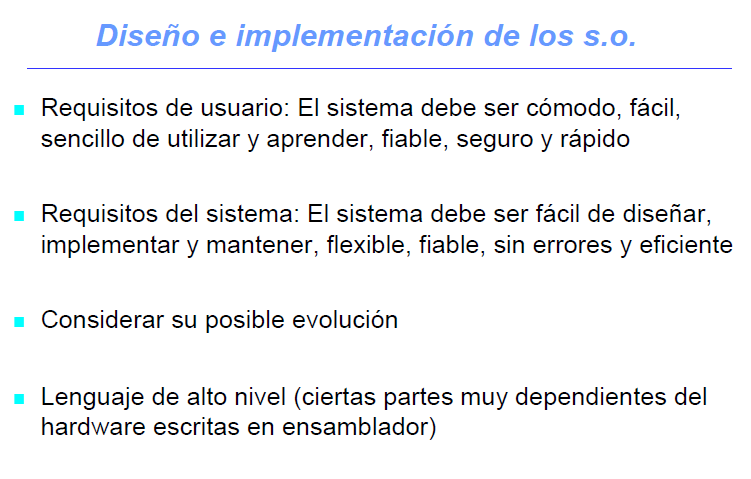 Diseño e implementación de los s.o.
Requisitos de usuario: El sistema debe ser cómodo, fácil,
sencillo de utilizar y aprender, fiable, seguro y rápido
Requisitos del sistema: El sistema debe ser fácil de diseñar,
implementar y mantener, flexible, fiable, sin errores y eficiente
Considerar su posible evolución
Lenguaje de alto nivel (ciertas partes muy dependientes del
hardware escritas en ensamblador)